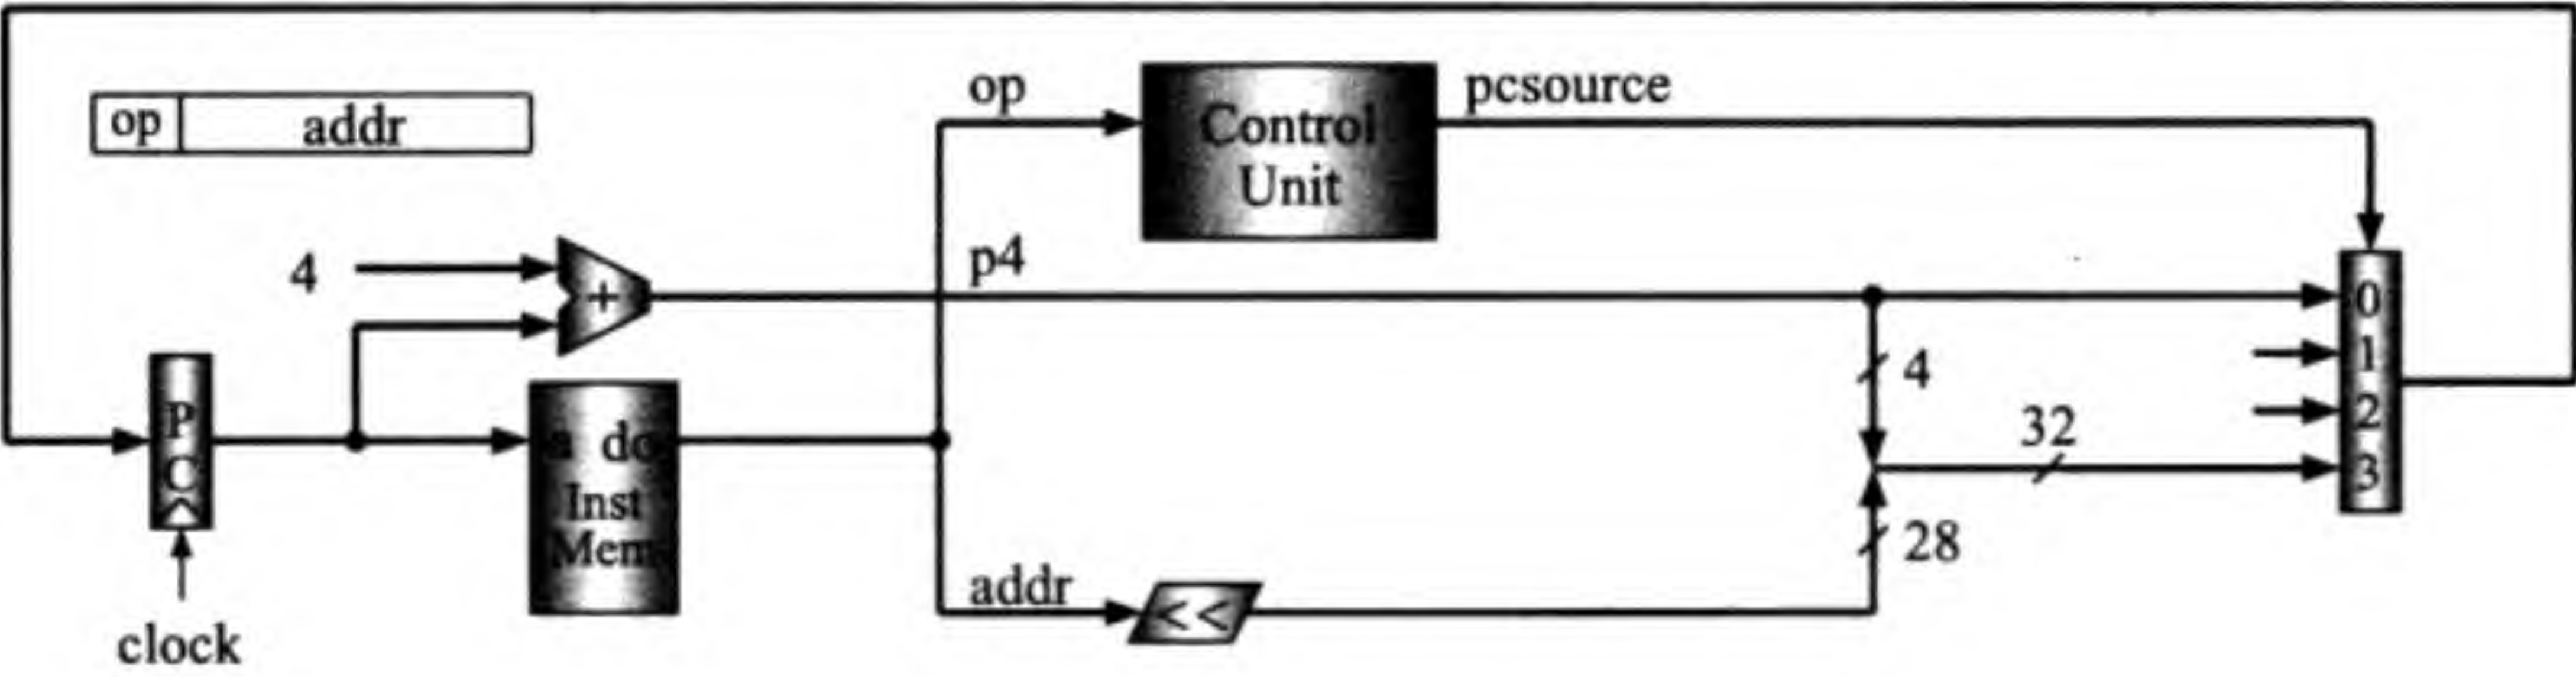 op addr
op
Control
Unit
pcsource
4
+
p4
0
1
2
3
4
32
28
P
C
a do
Inst
Mem
addr
<<
clock